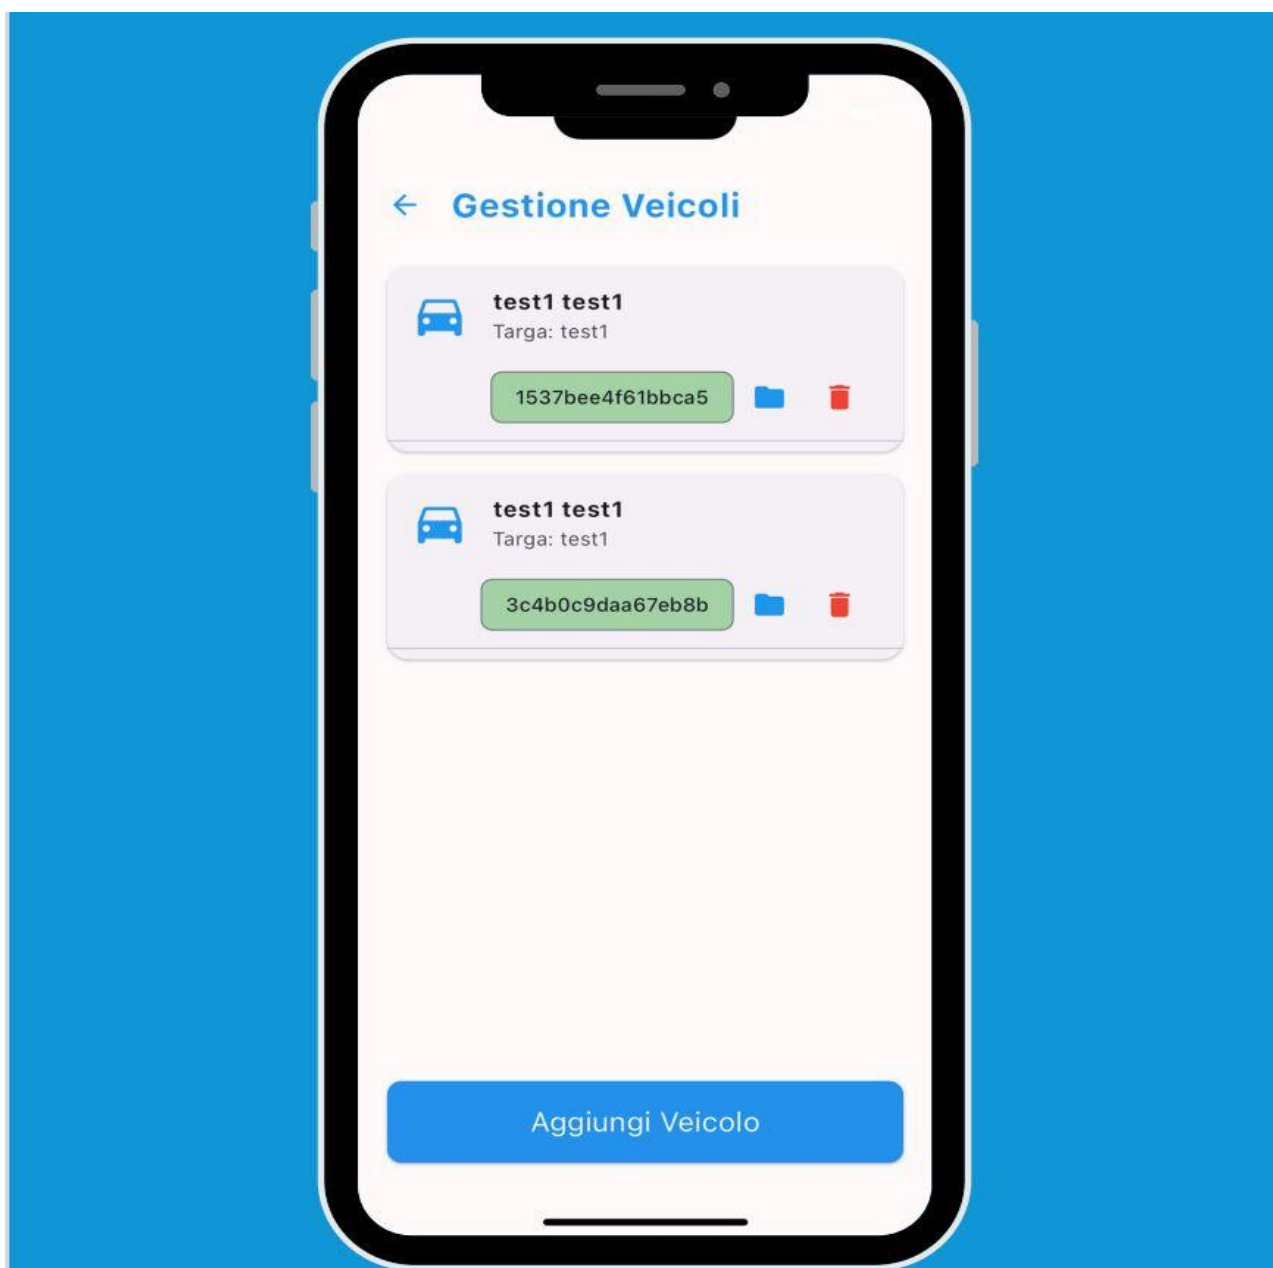 Gestione Veicoli
test1 test1
Targa: test1
1537bee4f61bbca5
test1 test1
Targa: test1
3c4b0c9daa67eb8b
Aggiungi Veicolo